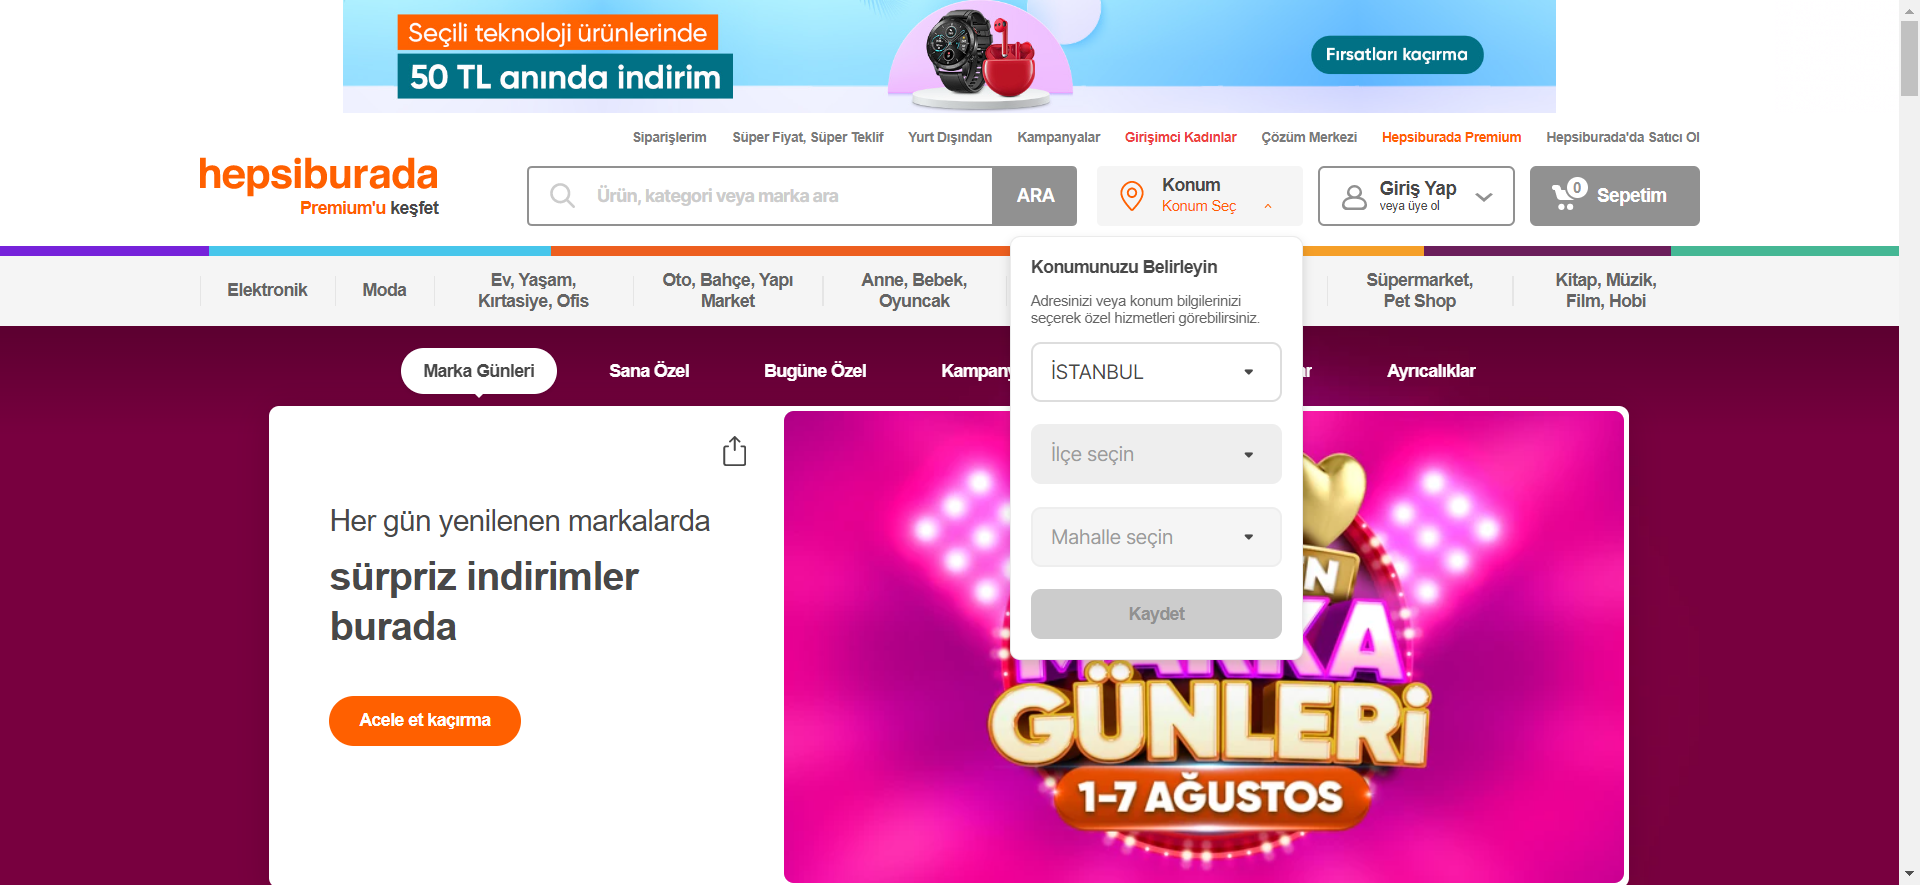 Seçili teknoloji ürünlerinde
50 TL anında indirim
Fırsatları kaçırma
Siparişlerim
Süper Fiyat, Süper Teklif
Yurt Dışından
Kampanyalar
Girişimci Kadınlar
Çözüm Merkezi
Hepsiburada Premium
Hepsiburada'da Satıcı Ol
hepsiburada
Premium'u keşfet
Ürün, kategori veya marka ara
ARA
Konum
Konum Seç
Giriş Yap
veya üye ol
0
Sepetim
Elektronik
Moda
Ev, Yaşam,
Kırtasiye, Ofis
Oto, Bahçe, Yapı
Market
Anne, Bebek,
Oyuncak
Süpermarket,
Pet Shop
Kitap, Müzik,
Film, Hobi
Konumunuzu Belirleyin
Adresinizi veya konum bilgilerinizi
seçerek özel hizmetleri görebilirsiniz.
İSTANBUL
İlçe seçin
Mahalle seçin
Kaydet
Marka Günleri
Sana Özel
Bugüne Özel
Ayrıcalıklar
Her gün yenilenen markalarda
sürpriz indirimler
burada
Acele et kaçırma
MARKA
GÜNLERİ
1-7 AĞUSTOS